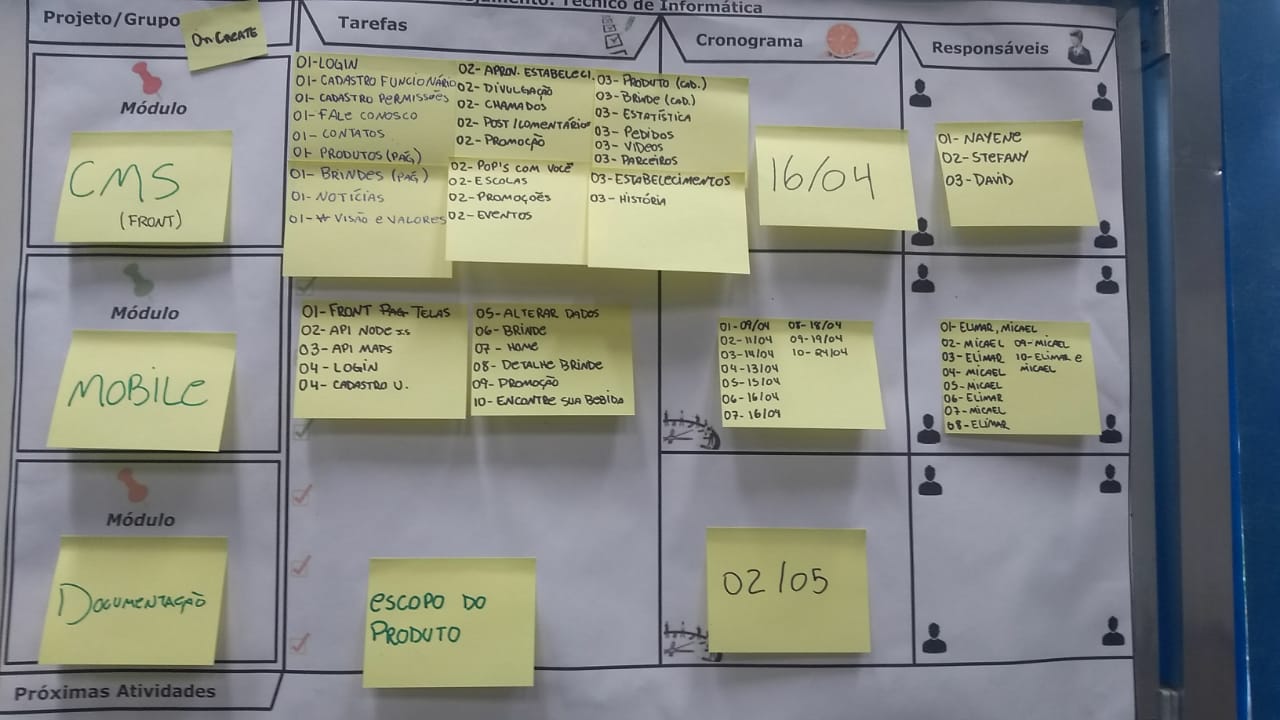 Técnico de Informática
Projeto/Grupo
On CREATE
Tarefas
Cronograma
Responsáveis
Módulo
CMS
(FRONT)
01-LOGIN
01-CADASTRO FUNCIONÁRIO
01-CADASTRO PERMISSÕES
01-FALE CONOSCO
01-CONTATOS
01-PRODUTOS (PÁG)
01-BRINDES (PÁG)
01-NOTÍCIAS
01-* VISÃO E VALORES
02-APROV. ESTABELECI.
02-DIVULGAÇÃO
02-CHAMADOS
02-POST/COMENTÁRIOS
02-PROMOÇÃO
02-POP'S COM VOCÊ
02-ESCOLAS
02-PROMOÇÕES
02-EVENTOS
03-PRODUTO (CAD.)
03-BRINDE (CAD.)
03-ESTATÍSTICA
03-PEDIDOS
03-VIDEOS
03-PARCEIROS
03-ESTABELECIMENTOS
03-HISTÓRIA
16/04
01-NAYENE
02-STEFANY
03-DAVID
Módulo
MOBILE
01-FRONT PAG TELAS
02-API NODE JS
03-API MAPS
04-LOGIN
04-CADASTRO U.
05-ALTERAR DADOS
06-BRINDE
07-HOME
08-DETALHE BRINDE
09-PROMOÇÃO
10-ENCONTRE SUA BEBIDA
01-09/04 08-18/04
02-11/04 09-19/04
03-14/04 10-24/04
04-13/04
05-15/04
06-16/04
07-16/04
01-ELIMAR, MICAEL
02-MICAEL 09-MICAEL
03-ELIMAR 10-ELIMAR e
04-MICAEL MICAEL
05-MICAEL
06-ELIMAR
07-MICAEL
08-ELIMAR
Módulo
DOCUMENTAÇÃO
ESCOPO DO
PRODUTO
02/05
Próximas Atividades